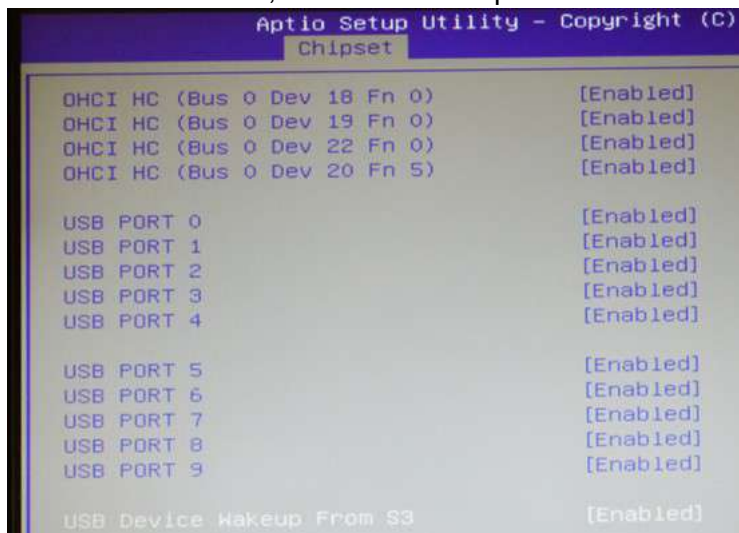 Aptio Setup Utility – Copyright (C)
Chipset
OHCI HC (Bus 0 Dev 18 Fn 0) [Enabled]
OHCI HC (Bus 0 Dev 19 Fn 0) [Enabled]
OHCI HC (Bus 0 Dev 22 Fn 0) [Enabled]
OHCI HC (Bus 0 Dev 20 Fn 5) [Enabled]
USB PORT 0 [Enabled]
USB PORT 1 [Enabled]
USB PORT 2 [Enabled]
USB PORT 3 [Enabled]
USB PORT 4 [Enabled]
USB PORT 5 [Enabled]
USB PORT 6 [Enabled]
USB PORT 7 [Enabled]
USB PORT 8 [Enabled]
USB PORT 9 [Enabled]
USB Device Wakeup From S3 [Enabled]